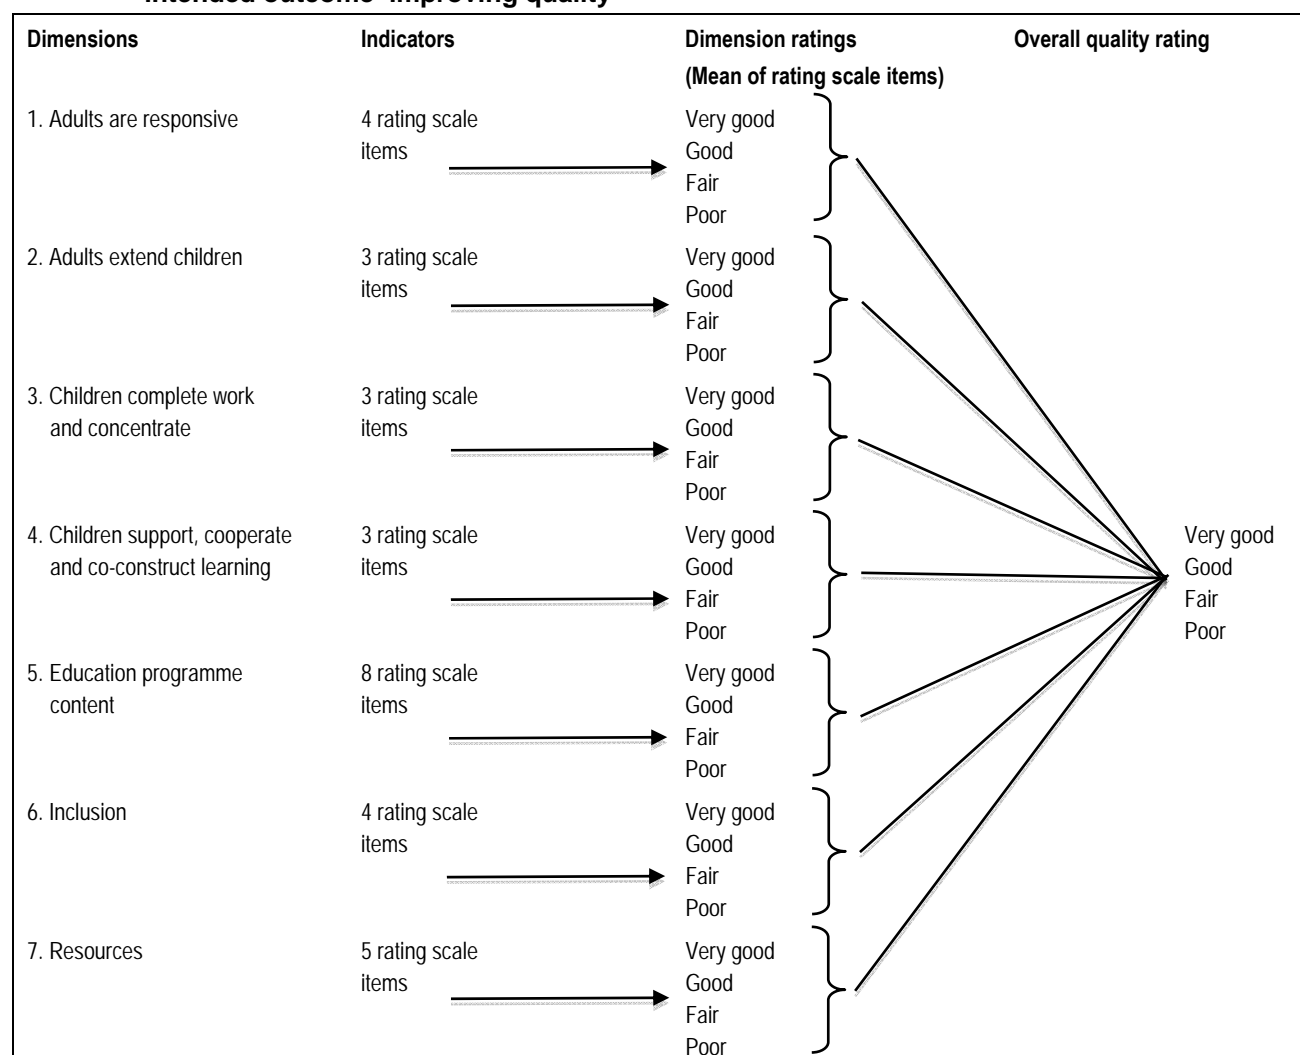 intended outcome 'improving quality'
Dimensions Indicators Dimension ratings Overall quality rating
(Mean of rating scale items)
1. Adults are responsive 4 rating scale Very good
items Good
Fair
Poor
2. Adults extend children 3 rating scale Very good
items Good
Fair
Poor
3. Children complete work 3 rating scale Very good
and concentrate items Good
Fair
Poor
4. Children support, cooperate 3 rating scale Very good Very good
and co-construct learning items Good Good
Fair Fair
Poor Poor
5. Education programme 8 rating scale Very good
content items Good
Fair
Poor
6. Inclusion 4 rating scale Very good
items Good
Fair
Poor
7. Resources 5 rating scale Very good
items Good
Fair
Poor